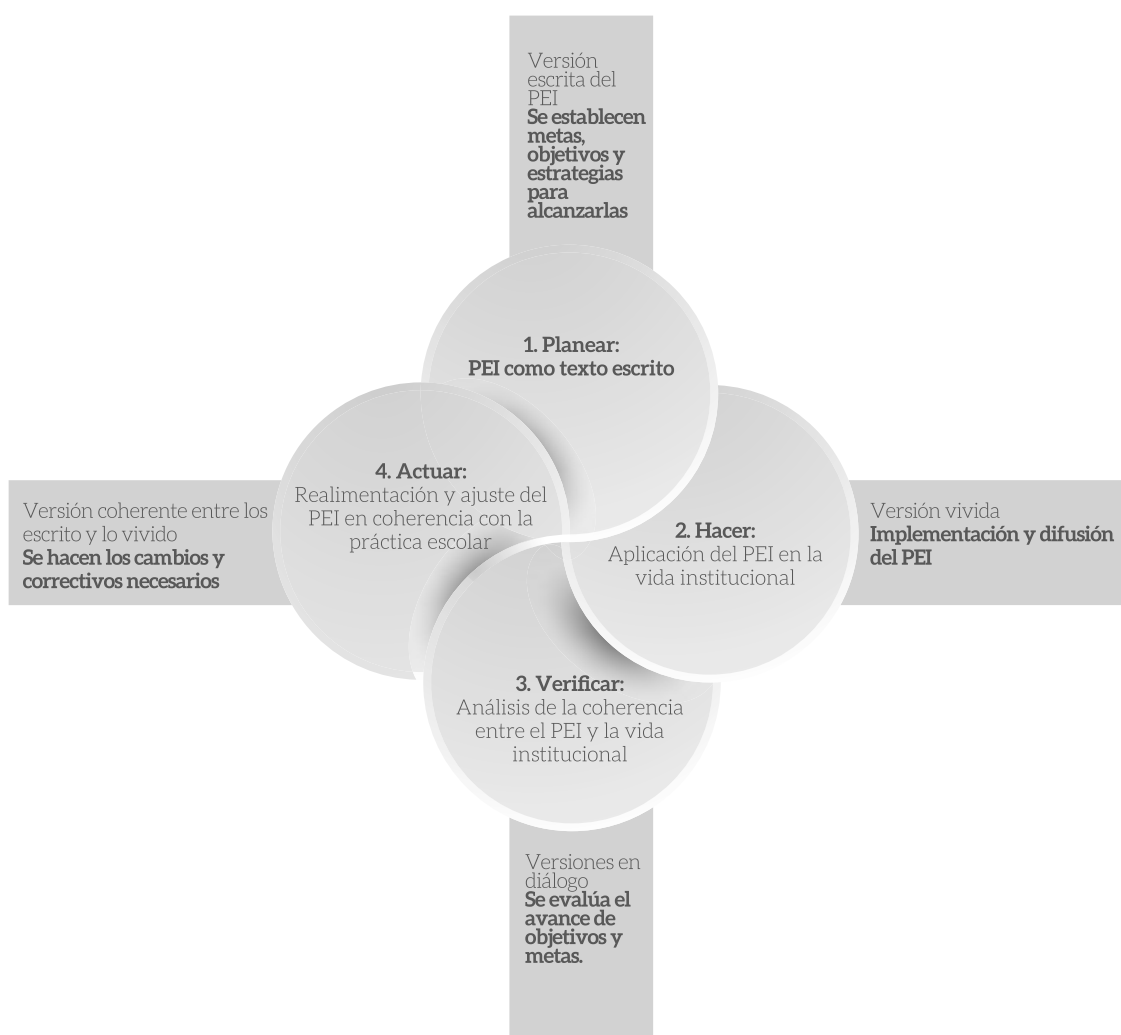 Versión
escrita del
PEI
Se establecen
metas,
objetivos y
estrategias
para
alcanzarlas
1. Planear:
PEI como texto escrito
2. Hacer:
Aplicación del PEI en la
vida institucional
Versión vivida
Implementación y difusión
del PEI
3. Verificar:
Análisis de la coherencia
entre el PEI y la vida
institucional
Versiones en
diálogo
Se evalúa el
avance de
objetivos y
metas.
4. Actuar:
Realimentación y ajuste del
PEI en coherencia con la
práctica escolar
Versión coherente entre los
escrito y lo vivido
Se hacen los cambios y
correctivos necesarios